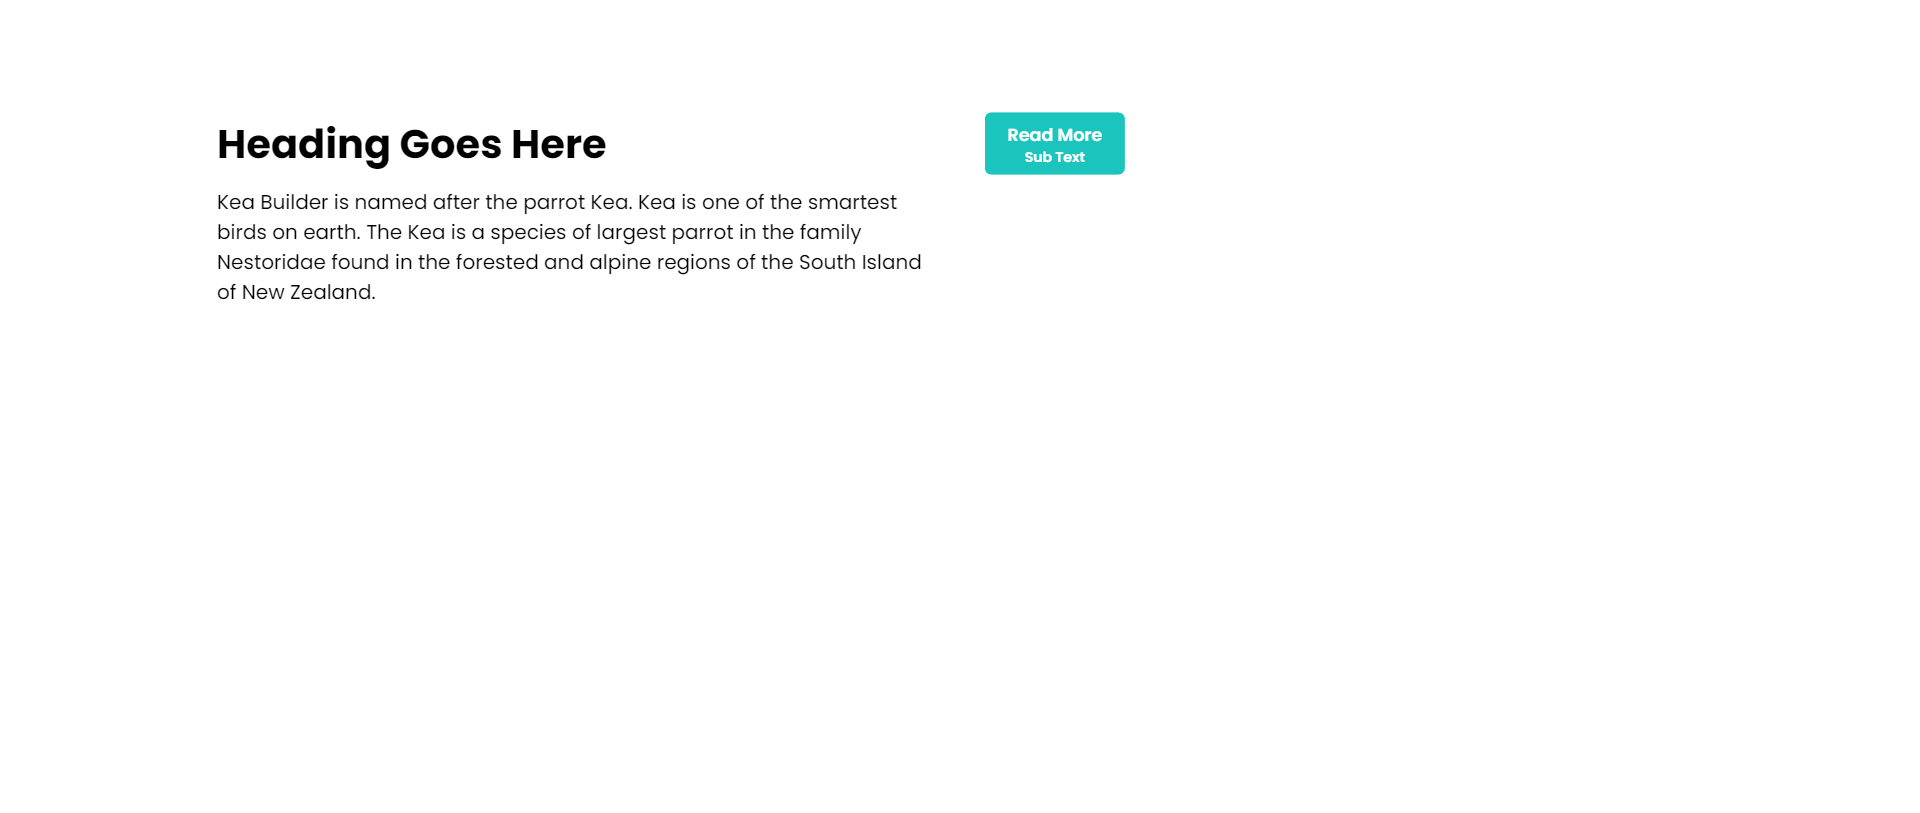 Heading Goes Here
Kea Builder is named after the parrot Kea. Kea is one of the smartest
birds on earth. The Kea is a species of largest parrot in the family
Nestoridae found in the forested and alpine regions of the South Island
of New Zealand.
Read More
Sub Text